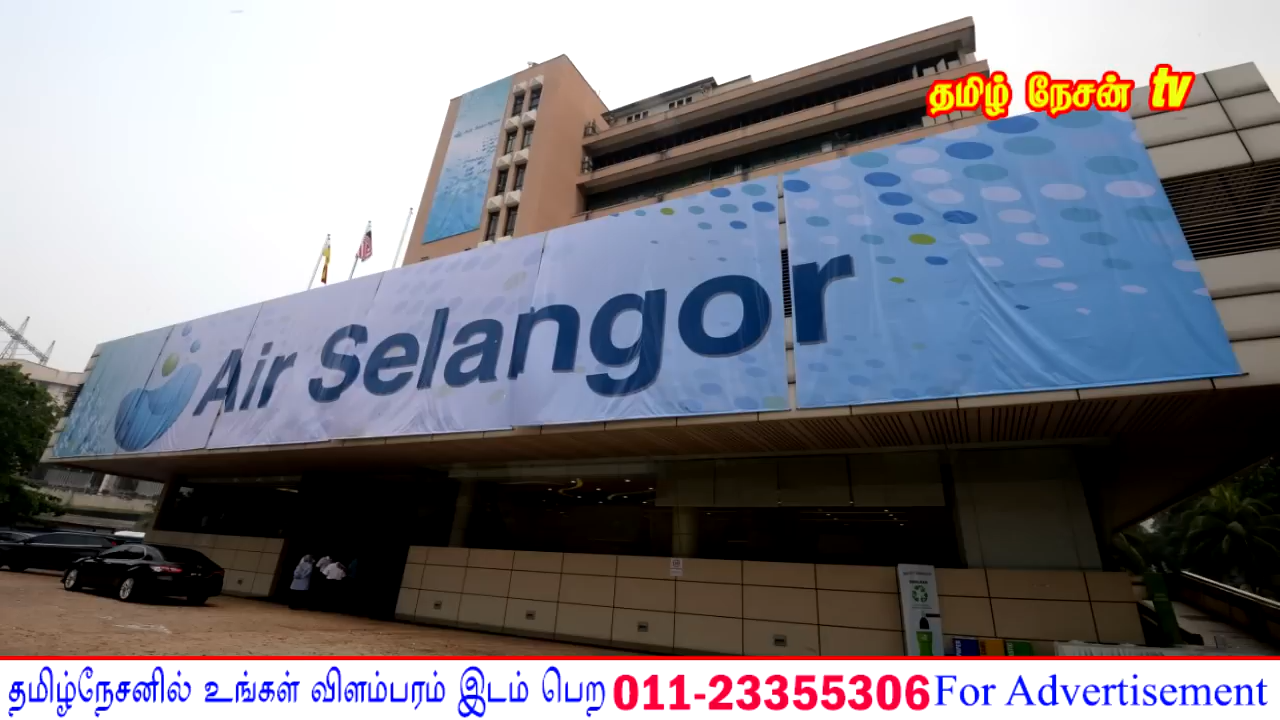 தமிழ் நேசன் tv
Air Selangor
தமிழ்நேசனில் உங்கள் விளம்பரம் இடம் பெற 011-23355306 For Advertisement